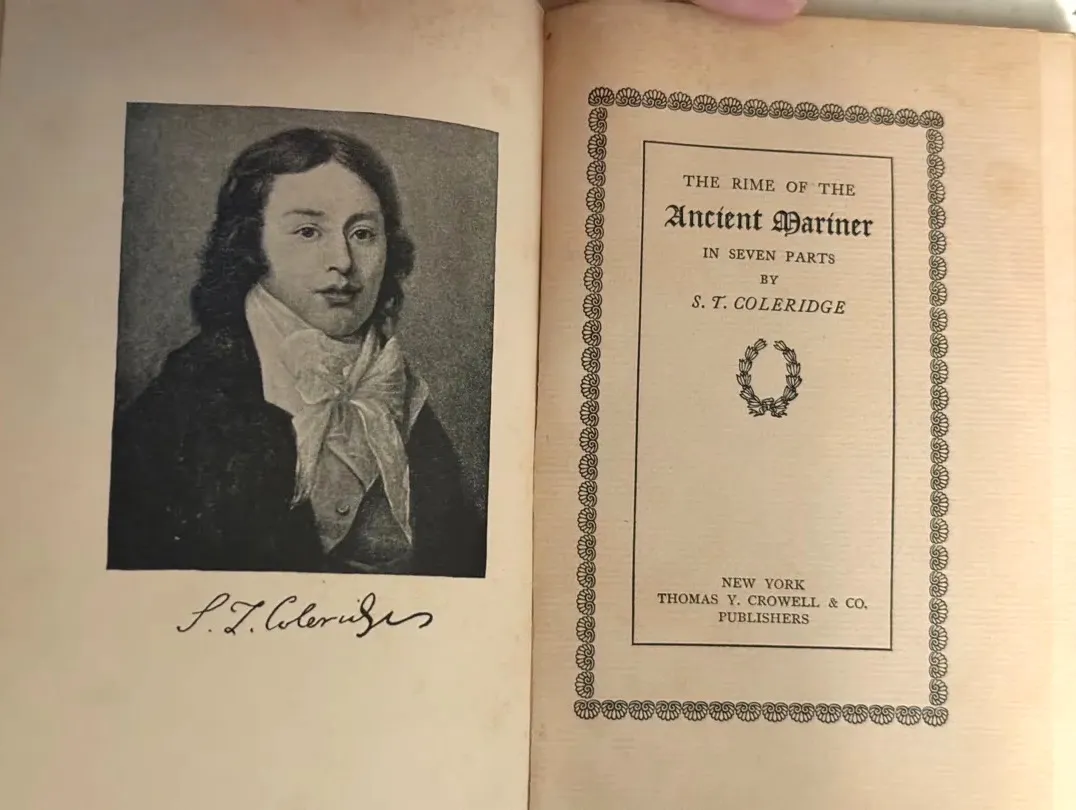 S. T. Coleridge
THE RIME OF THE
Ancient Mariner
IN SEVEN PARTS
BY
S. T. COLERIDGE
NEW YORK
THOMAS Y. CROWELL & CO.
PUBLISHERS